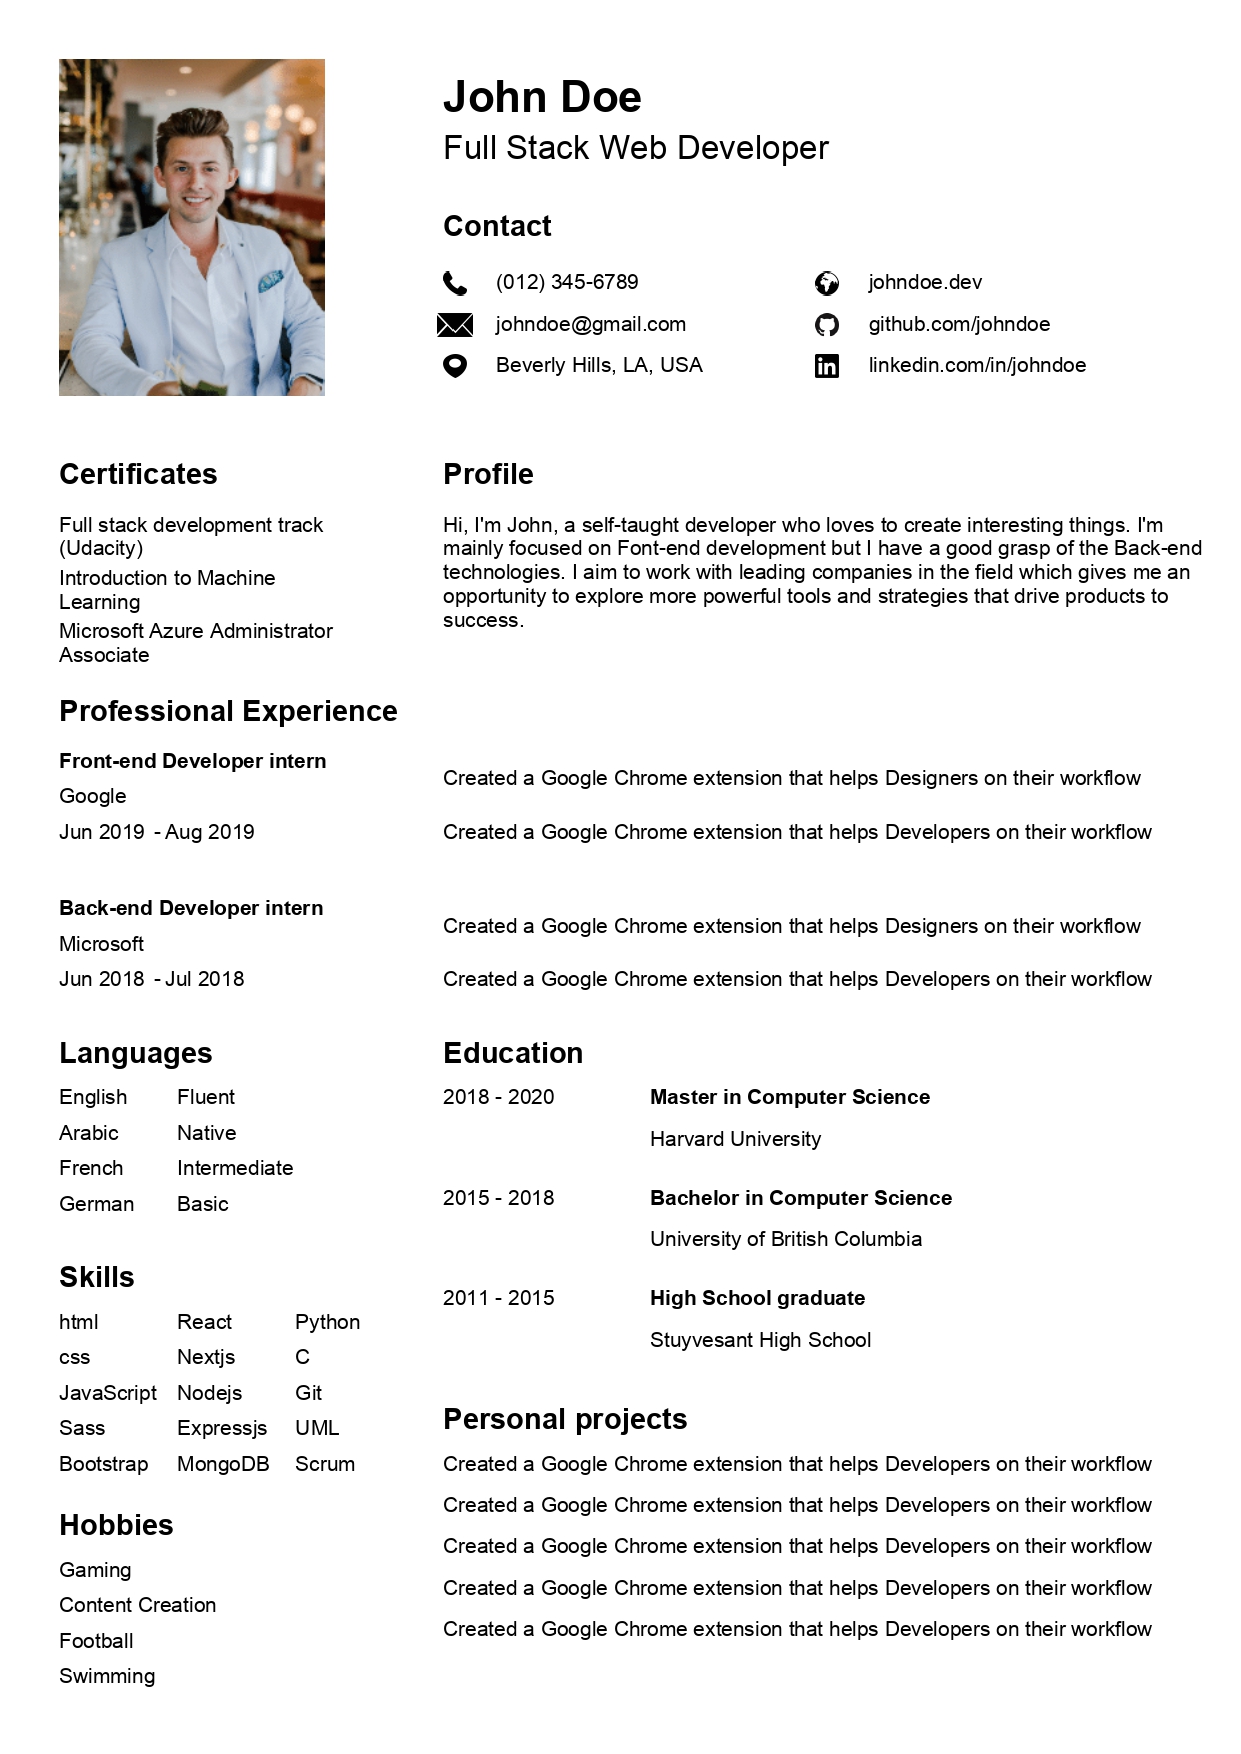 John Doe
Full Stack Web Developer
Contact
(012) 345-6789
johndoe.dev
johndoe@gmail.com
github.com/johndoe
Beverly Hills, LA, USA
linkedin.com/in/johndoe
Certificates
Full stack development track
(Udacity)
Introduction to Machine
Learning
Microsoft Azure Administrator
Associate
Profile
Hi, I'm John, a self-taught developer who loves to create interesting things. I'm
mainly focused on Font-end development but I have a good grasp of the Back-end
technologies. I aim to work with leading companies in the field which gives me an
opportunity to explore more powerful tools and strategies that drive products to
success.
Professional Experience
Front-end Developer intern
Google
Jun 2019 - Aug 2019
Created a Google Chrome extension that helps Designers on their workflow
Created a Google Chrome extension that helps Developers on their workflow
Back-end Developer intern
Microsoft
Jun 2018 - Jul 2018
Created a Google Chrome extension that helps Designers on their workflow
Created a Google Chrome extension that helps Developers on their workflow
Languages
English Fluent
Arabic Native
French Intermediate
German Basic
Skills
html React Python
css Nextjs C
JavaScript Nodejs Git
Sass Expressjs UML
Bootstrap MongoDB Scrum
Hobbies
Gaming
Content Creation
Football
Swimming
Education
2018 - 2020 Master in Computer Science
Harvard University
2015 - 2018 Bachelor in Computer Science
University of British Columbia
2011 - 2015 High School graduate
Stuyvesant High School
Personal projects
Created a Google Chrome extension that helps Developers on their workflow
Created a Google Chrome extension that helps Developers on their workflow
Created a Google Chrome extension that helps Developers on their workflow
Created a Google Chrome extension that helps Developers on their workflow
Created a Google Chrome extension that helps Developers on their workflow